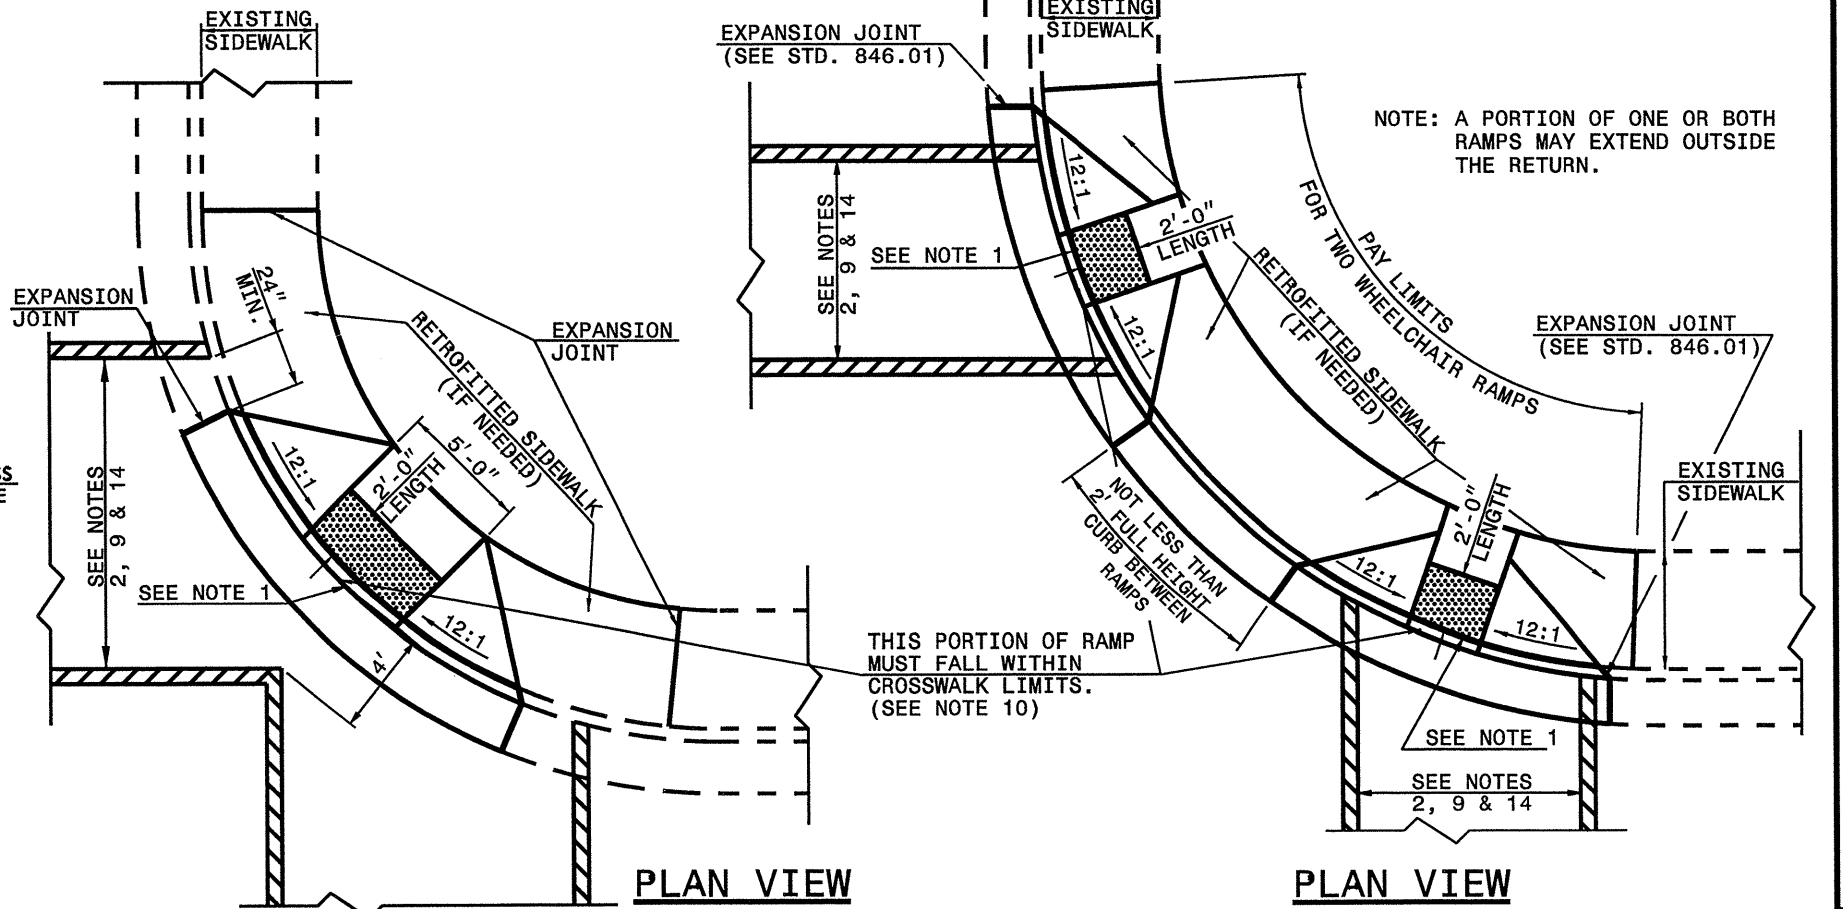 EXISTING
SIDEWALK
24"
MIN.
EXPANSION
JOINT
RETROFITTED SIDEWALK
(IF NEEDED)
EXPANSION
JOINT
5'-0"
2'-0"
LENGTH
12:1
SEE NOTES
2, 9 & 14
SEE NOTE 1
12:1
4'
THIS PORTION OF RAMP
MUST FALL WITHIN
CROSSWALK LIMITS.
(SEE NOTE 10)
PLAN VIEW
EXISTING
SIDEWALK
EXPANSION JOINT
(SEE STD. 846.01)
NOTE: A PORTION OF ONE OR BOTH
RAMPS MAY EXTEND OUTSIDE
THE RETURN.
12:1
2'-0"
LENGTH
SEE NOTES
2, 9 & 14
SEE NOTE 1
12:1
PAY LIMITS
FOR TWO WHEELCHAIR RAMPS
RETROFITTED SIDEWALK
(IF NEEDED)
EXPANSION JOINT
(SEE STD. 846.01)
EXISTING
SIDEWALK
NOT LESS THAN
2' FULL HEIGHT
CURB BETWEEN
RAMPS
2'-0"
LENGTH
12:1
12:1
SEE NOTE 1
SEE NOTES
2, 9 & 14
PLAN VIEW